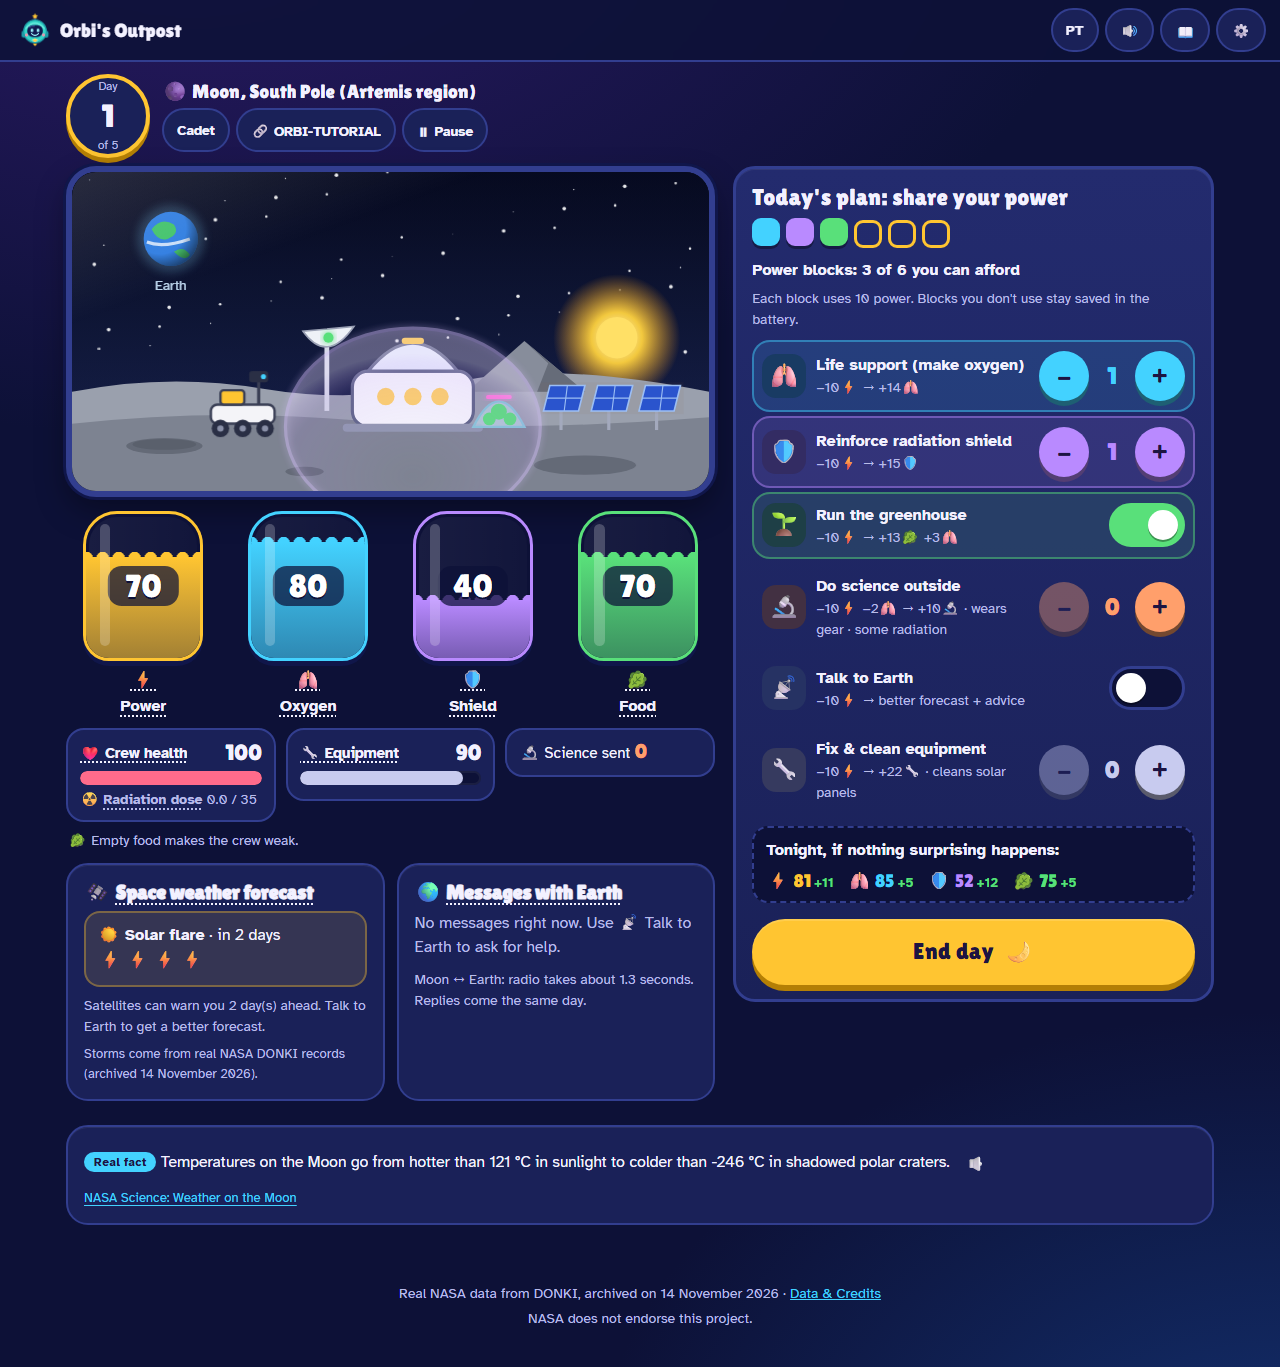 Orbi's Outpost
PT
Day
1
of 5
Moon, South Pole (Artemis region)
Cadet
ORBI-TUTORIAL
Pause
Earth
70
80
40
70
Power
Oxygen
Shield
Food
Crew health 100
Radiation dose 0.0 / 35
Equipment 90
Science sent 0
Empty food makes the crew weak.
Space weather forecast
Solar flare · in 2 days
Satellites can warn you 2 day(s) ahead. Talk to
Earth to get a better forecast.
Storms come from real NASA DONKI records
(archived 14 November 2026).
Messages with Earth
No messages right now. Use Talk to
Earth to ask for help.
Moon ↔ Earth: radio takes about 1.3 seconds.
Replies come the same day.
Today's plan: share your power
Power blocks: 3 of 6 you can afford
Each block uses 10 power. Blocks you don't use stay saved in the
battery.
Life support (make oxygen)
−10 → +14
– 1 +
Reinforce radiation shield
−10 → +15
– 1 +
Run the greenhouse
−10 → +13 +3
Do science outside
−10 −2 → +10 · wears
gear · some radiation
– 0 +
Talk to Earth
−10 → better forecast + advice
Fix & clean equipment
−10 → +22 · cleans solar
panels
– 0 +
Tonight, if nothing surprising happens:
81 +11 85 +5 52 +12 75 +5
End day
Real fact Temperatures on the Moon go from hotter than 121 °C in sunlight to colder than -246 °C in shadowed polar craters.
NASA Science: Weather on the Moon
Real NASA data from DONKI, archived on 14 November 2026 · Data & Credits
NASA does not endorse this project.